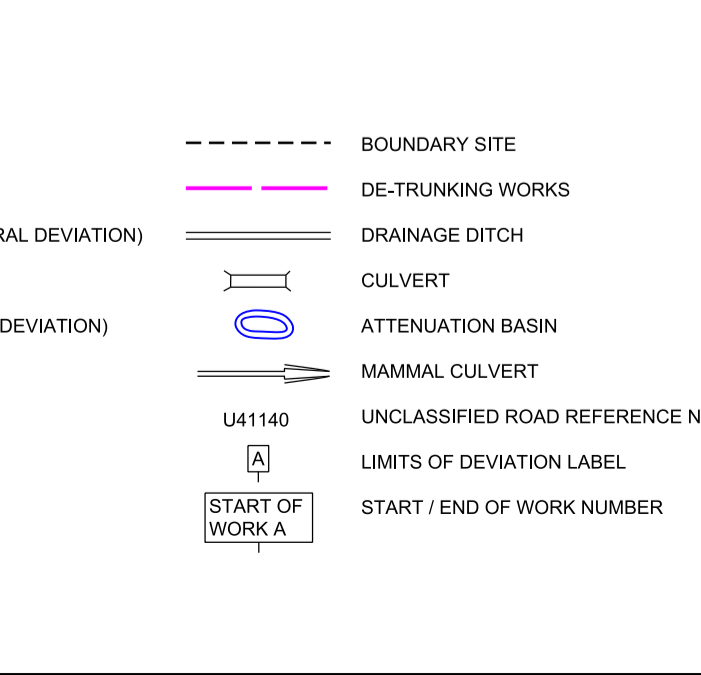 BOUNDARY SITE
DE-TRUNKING WORKS
DEVIATION)
DRAINAGE DITCH
CULVERT
DEVIATION)
ATTENUATION BASIN
MAMMAL CULVERT
U41140
UNCLASSIFIED ROAD REFERENCE
A
LIMITS OF DEVIATION LABEL
START OF
WORK A
START / END OF WORK NUMBER